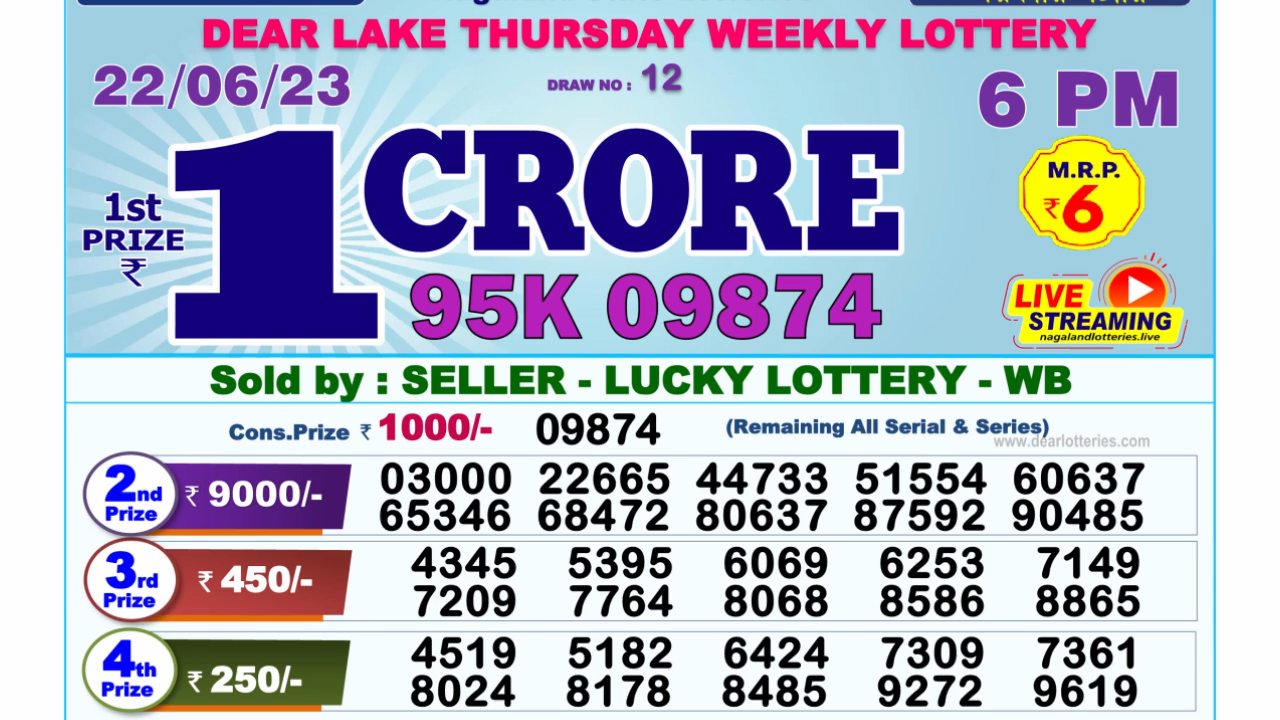 DEAR LAKE THURSDAY WEEKLY LOTTERY
22/06/23
DRAW NO : 12
6 PM
1st
PRIZE
₹
1 CRORE
95K 09874
M.R.P.
₹6
LIVE
STREAMING
nagalandlotteries.live
Sold by : SELLER - LUCKY LOTTERY - WB
Cons.Prize ₹ 1000/- 09874 (Remaining All Serial & Series)
www.dearlotteries.com
2nd
Prize
₹ 9000/-
03000 22665 44733 51554 60637
65346 68472 80637 87592 90485
3rd
Prize
₹ 450/-
4345 5395 6069 6253 7149
7209 7764 8068 8586 8865
4th
Prize
₹ 250/-
4519 5182 6424 7309 7361
8024 8178 8485 9272 9619